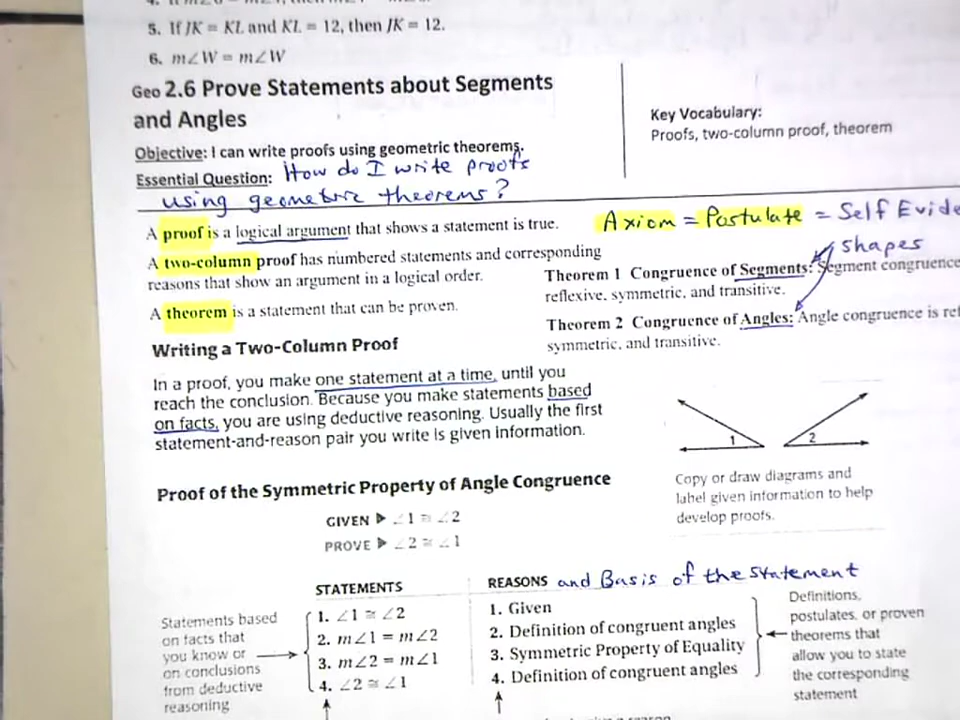 5. If JK = KL and KL = 12, then JK = 12.
6. m∠W = m∠W
Geo 2.6 Prove Statements about Segments
and Angles
Key Vocabulary:
Proofs, two-column proof, theorem
Objective: I can write proofs using geometric theorems.
Essential Question: How do I write proofs
using geometric theorems?
A proof is a logical argument that shows a statement is true.
Axiom = Postulate = Self
A two-column proof has numbered statements and corresponding
reasons that show an argument in a logical order.
A theorem is a statement that can be proven.
shapes
Theorem 1 Congruence of Segments: Segment congruence
reflexive, symmetric, and transitive.
Theorem 2 Congruence of Angles: Angle congruence is
symmetric, and transitive.
Writing a Two-Column Proof
In a proof, you make one statement at a time, until you
reach the conclusion. Because you make statements based
on facts, you are using deductive reasoning. Usually the first
statement-and-reason pair you write is given information.
1 2
Copy or draw diagrams and
label given information to help
develop proofs.
Proof of the Symmetric Property of Angle Congruence
GIVEN ▶ ∠1 ≅ ∠2
PROVE ▶ ∠2 ≅ ∠1
STATEMENTS
1. ∠1 ≅ ∠2
2. m∠1 = m∠2
3. m∠2 = m∠1
4. ∠2 ≅ ∠1
REASONS and Basis of the Statement
1. Given
2. Definition of congruent angles
3. Symmetric Property of Equality
4. Definition of congruent angles
Statements based
on facts that
you know or
on conclusions
from deductive
reasoning
Definitions,
postulates, or proven
theorems that
allow you to state
the corresponding
statement